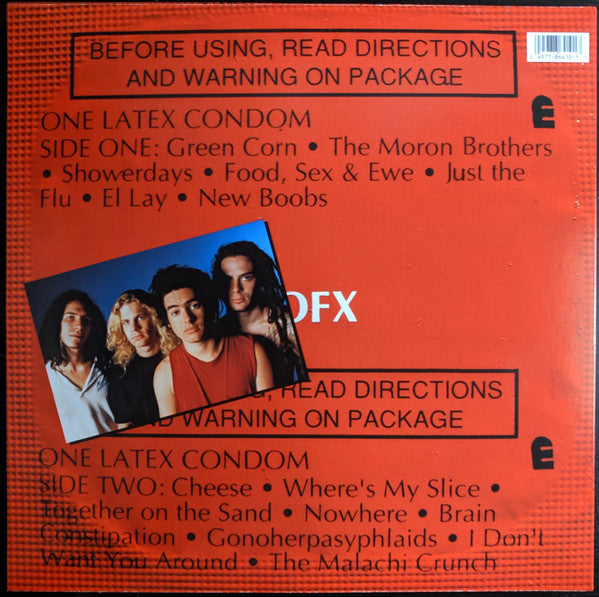 BEFORE USING, READ DIRECTIONS
AND WARNING ON PACKAGE
E
ONE LATEX CONDOM
SIDE ONE: Green Corn • The Moron Brothers
• Showerdays • Food, Sex & Ewe • Just the
Flu • El Lay • New Boobs
OFX
G, READ DIRECTIONS
ND WARNING ON PACKAGE
E
ONE LATEX CONDOM
SIDE TWO: Cheese • Where's My Slice •
Together on the Sand • Nowhere • Brain
Constipation • Gonoherpasyphlaids • I Don't
Want You Around • The Malachi Crunch